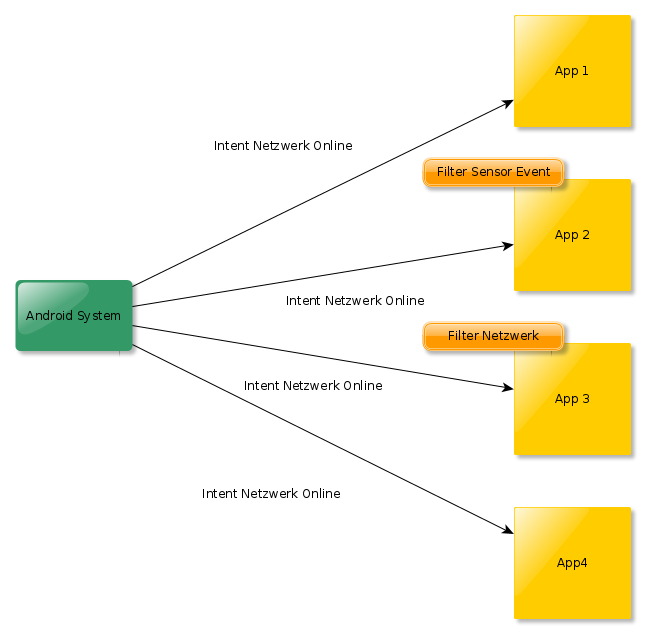 App 1
Intent Netzwerk Online
Filter Sensor Event
App 2
Intent Netzwerk Online
Android System
Filter Netzwerk
Intent Netzwerk Online
App 3
Intent Netzwerk Online
App4